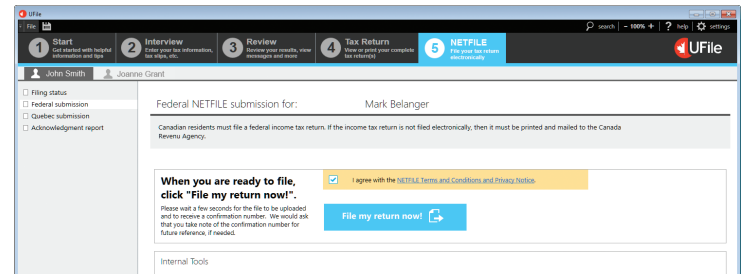 UFile
File
search - 100% + ? help settings
1 Start
Get started with helpful
information and tips
2 Interview
Enter your tax information,
tax slips, etc.
3 Review
Review your results, view
messages and more
4 Tax Return
View or print your complete
tax return(s)
5 NETFILE
File your tax return
electronically
UFile
John Smith Joanne Grant
Filing status
Federal submission
Quebec submission
Acknowledgment report
Federal NETFILE submission for: Mark Belanger
Canadian residents must file a federal income tax return. If the income tax return is not filed electronically, then it must be printed and mailed to the Canada
Revenu Agency.
When you are ready to file,
click "File my return now!".
Please wait a few seconds for the file to be uploaded
and to receive a confirmation number. We would ask
that you take note of the confirmation number for
future reference, if needed.
I agree with the NETFILE Terms and Conditions and Privacy Notice.
File my return now!
Internal Tools